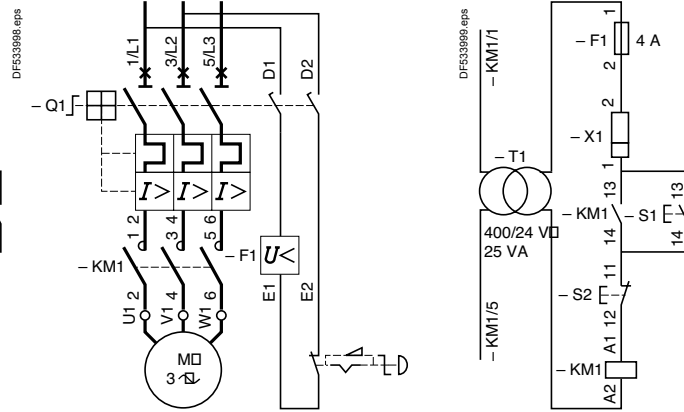 DF533998.eps
1/L1
3/L2
5/L3
D1
D2
– Q1
I>
I>
I>
2
4
6
1
3
5
– KM1
– F1
U<
E1
E2
2
4
6
U1
V1
W1
M
3
DF533999.eps
– KM1/1
– KM1/5
– T1
400/24 V
25 VA
1
– F1
4 A
2
2
– X1
1
13
13
– KM1
– S1
14
14
11
– S2
12
A1
– KM1
A2